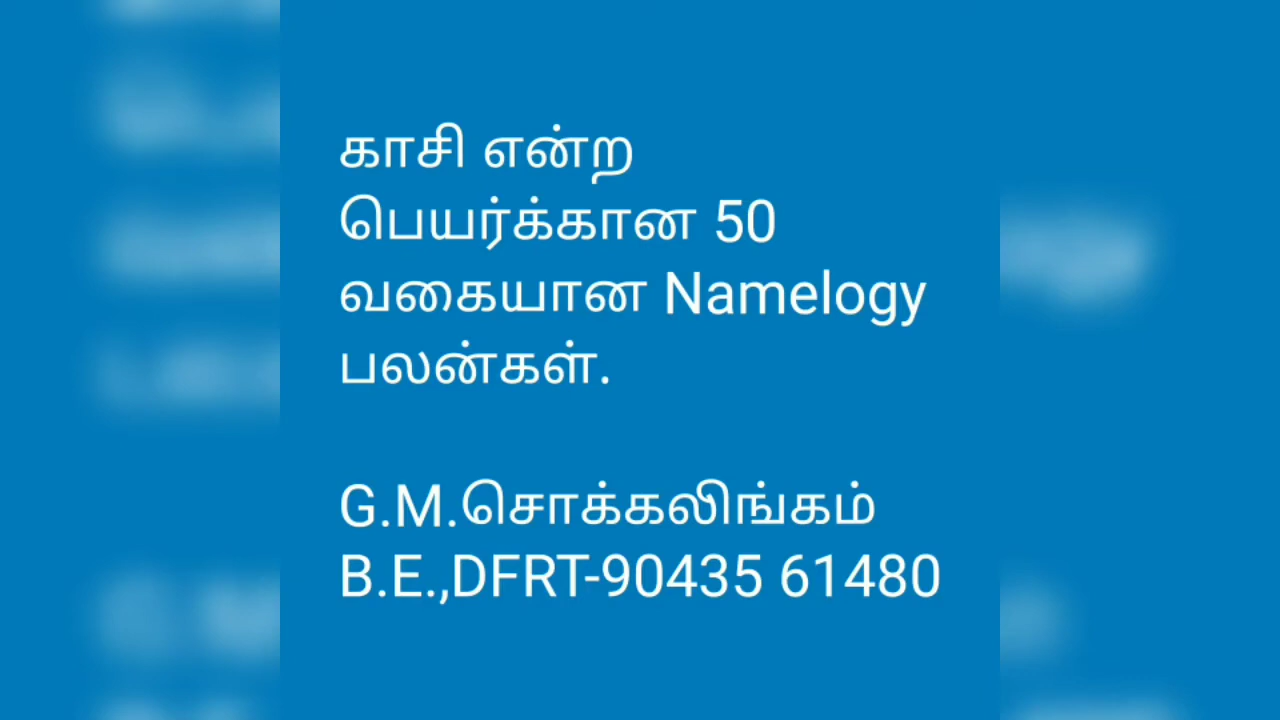 காசி என்ற
பெயர்க்கான 50
வகையான Namelogy
பலன்கள்.
G.M.சொக்கலிங்கம்
B.E.,DFRT-90435 61480